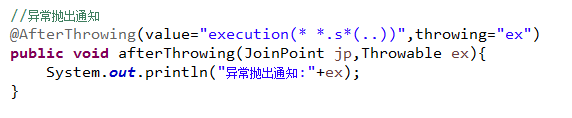 //异常抛出通知
@AfterThrowing(value="execution(* *.s*(..))",throwing="ex")
public void afterThrowing(JoinPoint jp,Throwable ex){
    System.out.println("异常抛出通知:"+ex);
}